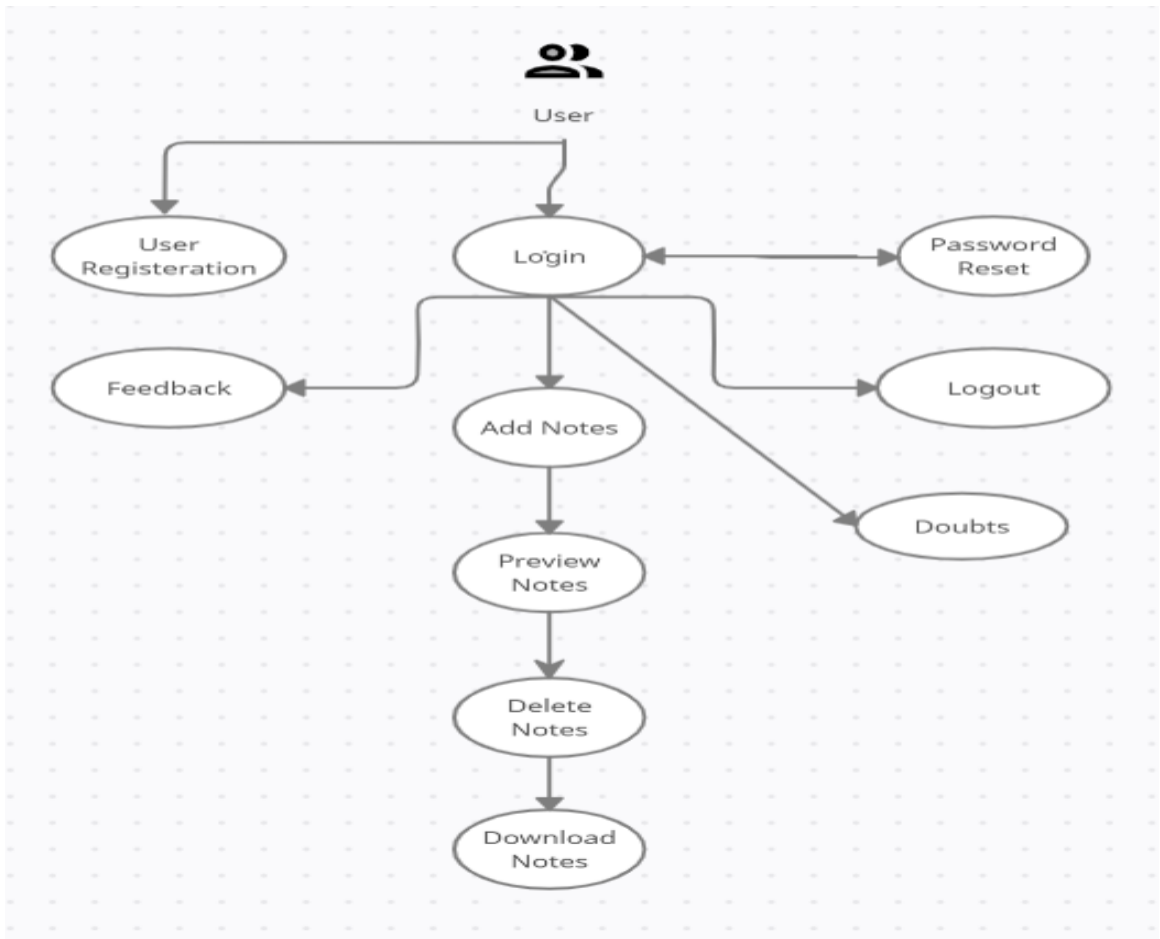 User
User
Registeration
Login
Password
Reset
Feedback
Logout
Add Notes
Doubts
Preview
Notes
Delete
Notes
Download
Notes